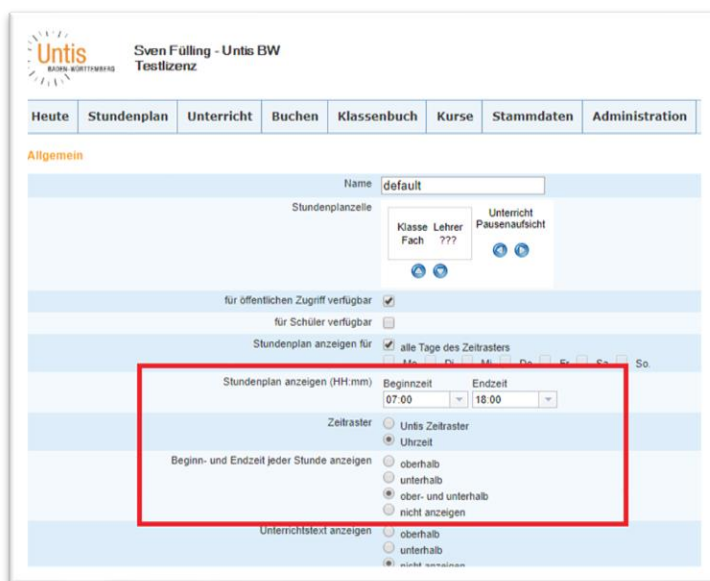 Untis
BADEN-WÜRTTEMBERG
Sven Fülling - Untis BW
Testlizenz
Heute Stundenplan Unterricht Buchen Klassenbuch Kurse Stammdaten Administration
Allgemein
Name default
Stundenplanzelle
Klasse Lehrer
Fach ???
Unterricht
Pausenaufsicht
für öffentlichen Zugriff verfügbar
für Schüler verfügbar
Stundenplan anzeigen für alle Tage des Zeitrasters
Mo. Di. Mi. Do. Fr. Sa. So.
Stundenplan anzeigen (HH:mm) Beginnzeit Endzeit
07:00 18:00
Zeitraster Untis Zeitraster
Uhrzeit
Beginn- und Endzeit jeder Stunde anzeigen oberhalb
unterhalb
ober- und unterhalb
nicht anzeigen
Unterrichtstext anzeigen oberhalb
unterhalb
nicht anzeigen